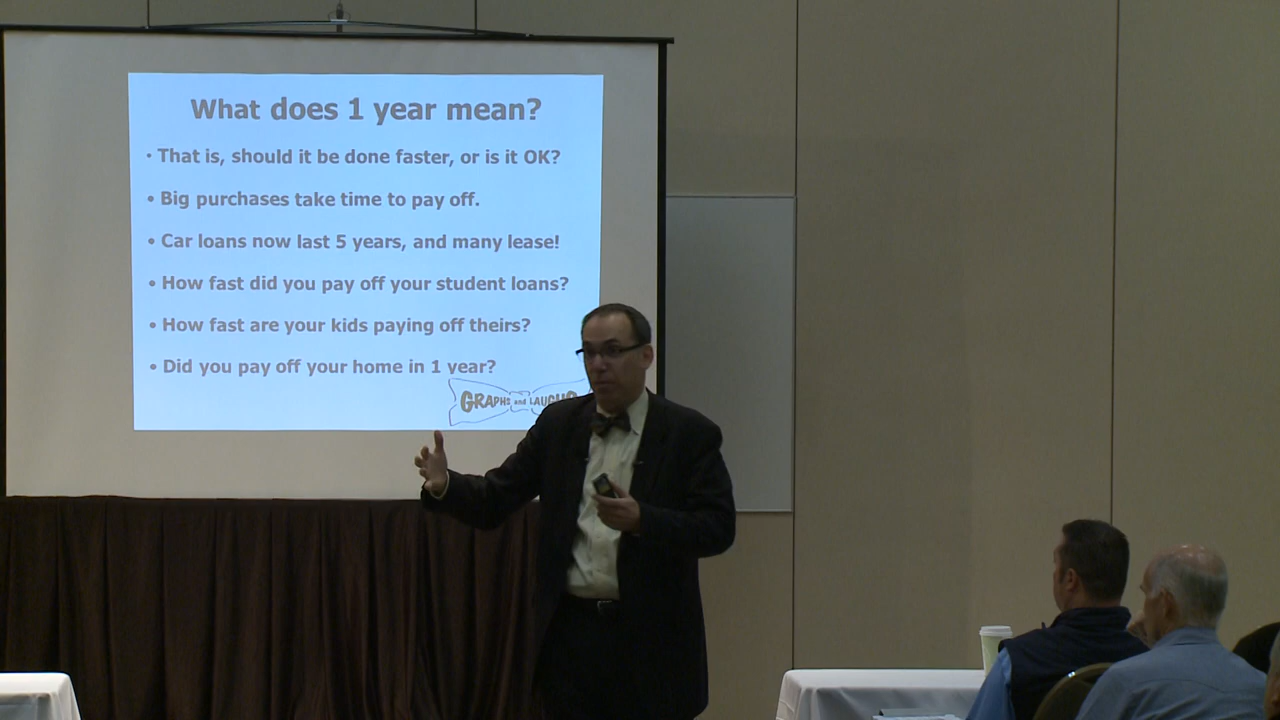 What does 1 year mean?
• That is, should it be done faster, or is it OK?
• Big purchases take time to pay off.
• Car loans now last 5 years, and many lease!
• How fast did you pay off your student loans?
• How fast are your kids paying off theirs?
• Did you pay off your home in 1 year?
GRAPHS and LAUGHS